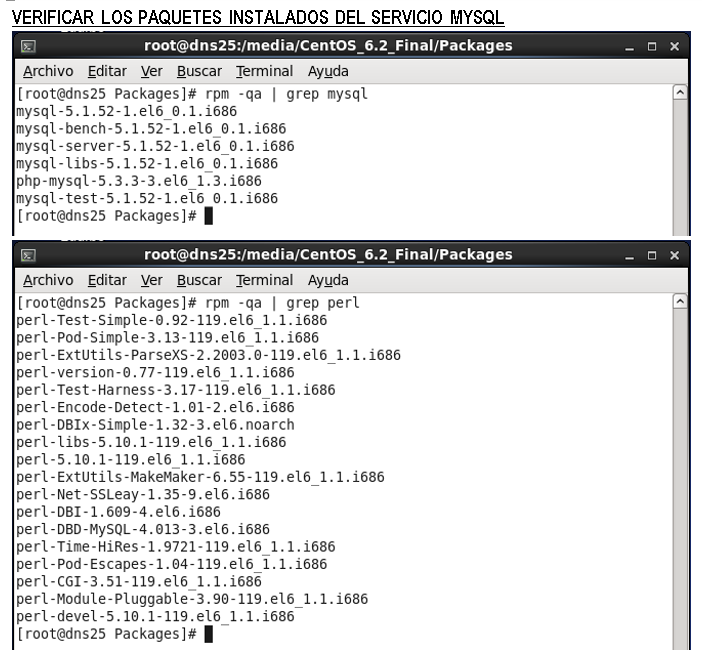 VERIFICAR LOS PAQUETES INSTALADOS DEL SERVICIO MYSQL
root@dns25:/media/CentOS_6.2_Final/Packages
Archivo Editar Ver Buscar Terminal Ayuda
[root@dns25 Packages]# rpm -qa | grep mysql
mysql-5.1.52-1.el6_0.1.i686
mysql-bench-5.1.52-1.el6_0.1.i686
mysql-server-5.1.52-1.el6_0.1.i686
mysql-libs-5.1.52-1.el6_0.1.i686
php-mysql-5.3.3-3.el6_1.3.i686
mysql-test-5.1.52-1.el6_0.1.i686
[root@dns25 Packages]#
root@dns25:/media/CentOS_6.2_Final/Packages
Archivo Editar Ver Buscar Terminal Ayuda
[root@dns25 Packages]# rpm -qa | grep perl
perl-Test-Simple-0.92-119.el6_1.1.i686
perl-Pod-Simple-3.13-119.el6_1.1.i686
perl-ExtUtils-ParseXS-2.2003.0-119.el6_1.1.i686
perl-version-0.77-119.el6_1.1.i686
perl-Test-Harness-3.17-119.el6_1.1.i686
perl-Encode-Detect-1.01-2.el6.i686
perl-DBIx-Simple-1.32-3.el6.noarch
perl-libs-5.10.1-119.el6_1.1.i686
perl-5.10.1-119.el6_1.1.i686
perl-ExtUtils-MakeMaker-6.55-119.el6_1.1.i686
perl-Net-SSLeay-1.35-9.el6.i686
perl-DBI-1.609-4.el6.i686
perl-DBD-MySQL-4.013-3.el6.i686
perl-Time-HiRes-1.9721-119.el6_1.1.i686
perl-Pod-Escapes-1.04-119.el6_1.1.i686
perl-CGI-3.51-119.el6_1.1.i686
perl-Module-Pluggable-3.90-119.el6_1.1.i686
perl-devel-5.10.1-119.el6_1.1.i686
[root@dns25 Packages]#